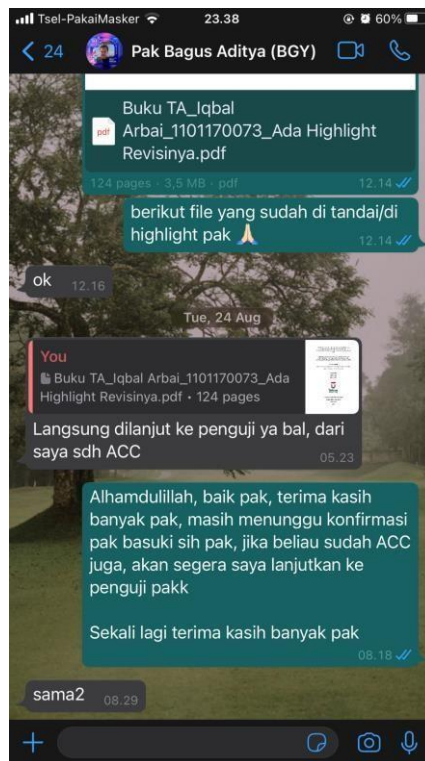 Tsel-PakaiMasker 23.38 60%
24 Pak Bagus Aditya (BGY)
Buku TA_Iqbal
pdf Arbai_1101170073_Ada Highlight
Revisinya.pdf
124 pages · 3,5 MB · pdf 12.14
berikut file yang sudah di tandai/di
highlight pak 🙏🏻
12.14
ok 12.16
Tue, 24 Aug
You
Buku TA_Iqbal Arbai_1101170073_Ada
Highlight Revisinya.pdf • 124 pages
Langsung dilanjut ke penguji ya bal, dari
saya sdh ACC 05.23
Alhamdulillah, baik pak, terima kasih
banyak pak, masih menunggu konfirmasi
pak basuki sih pak, jika beliau sudah ACC
juga, akan segera saya lanjutkan ke
penguji pakk
Sekali lagi terima kasih banyak pak
08.18
sama2 08.29